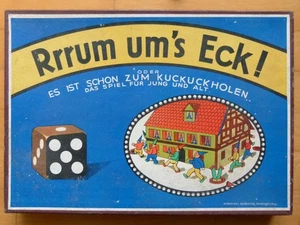 Rrrum um's Eck!
ODER
ES IST SCHON ZUM KUCKUCKHOLEN
DAS SPIEL FÜR JUNG UND ALT